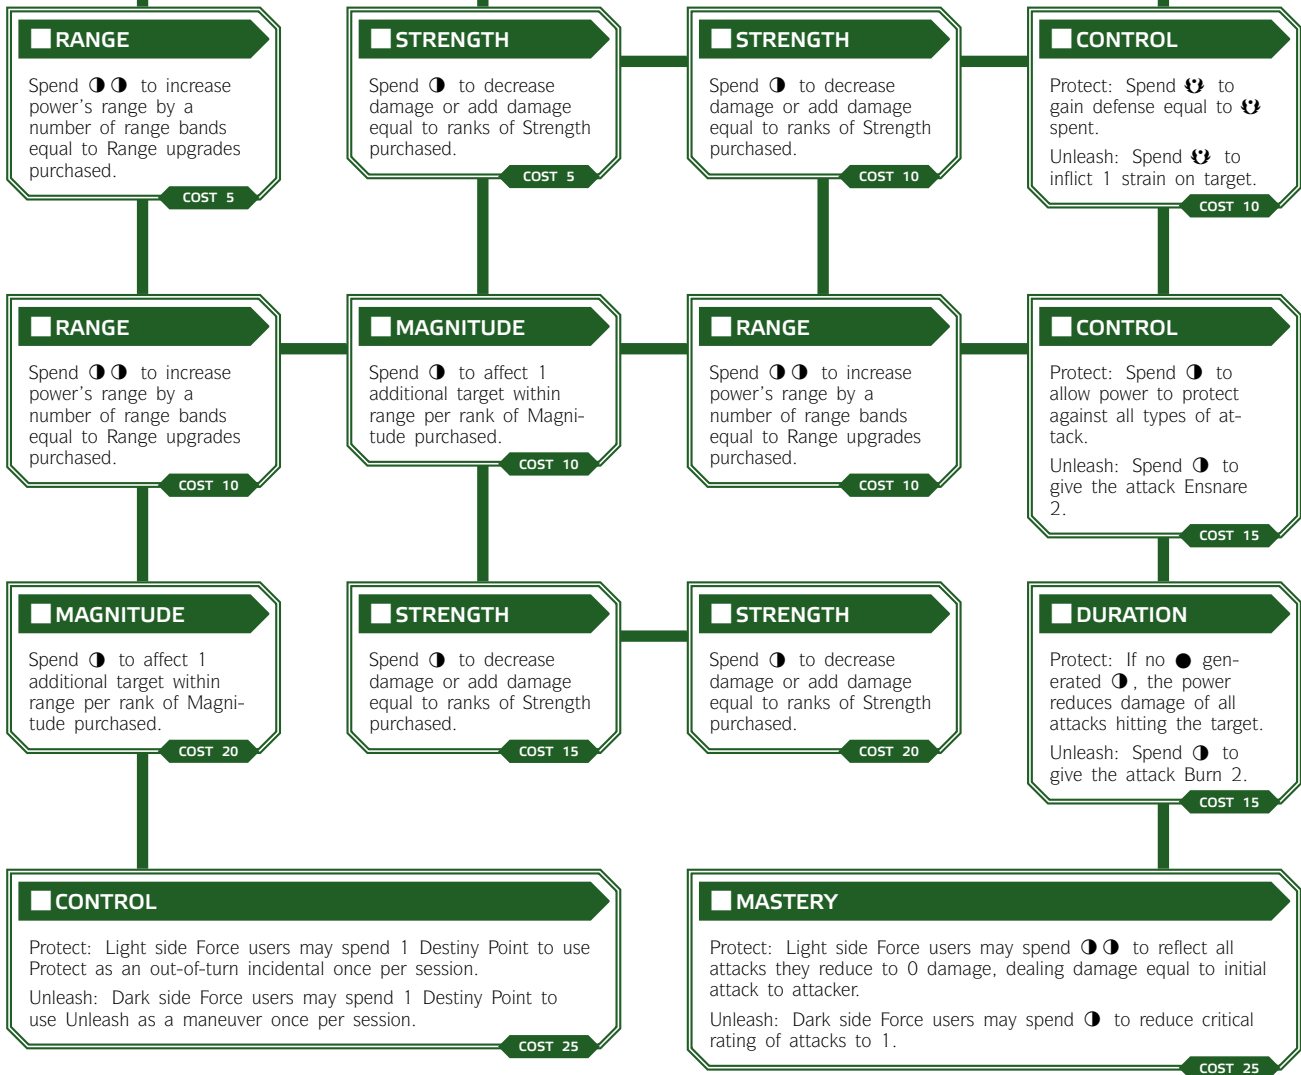 RANGE
Spend ◑◑ to increase
power's range by a
number of range bands
equal to Range upgrades
purchased.
COST 5
STRENGTH
Spend ◑ to decrease
damage or add damage
equal to ranks of Strength
purchased.
COST 5
STRENGTH
Spend ◑ to decrease
damage or add damage
equal to ranks of Strength
purchased.
COST 10
CONTROL
Protect: Spend to
gain defense equal to
spent.
Unleash: Spend to
inflict 1 strain on target.
COST 10
RANGE
Spend ◑◑ to increase
power's range by a
number of range bands
equal to Range upgrades
purchased.
COST 10
MAGNITUDE
Spend ◑ to affect 1
additional target within
range per rank of Magni-
tude purchased.
COST 10
RANGE
Spend ◑◑ to increase
power's range by a
number of range bands
equal to Range upgrades
purchased.
COST 10
CONTROL
Protect: Spend ◑ to
allow power to protect
against all types of at-
tack.
Unleash: Spend ◑ to
give the attack Ensnare
2.
COST 15
MAGNITUDE
Spend ◑ to affect 1
additional target within
range per rank of Magni-
tude purchased.
COST 20
STRENGTH
Spend ◑ to decrease
damage or add damage
equal to ranks of Strength
purchased.
COST 15
STRENGTH
Spend ◑ to decrease
damage or add damage
equal to ranks of Strength
purchased.
COST 20
DURATION
Protect: If no ● gen-
erated ◑, the power
reduces damage of all
attacks hitting the target.
Unleash: Spend ◑ to
give the attack Burn 2.
COST 15
CONTROL
Protect: Light side Force users may spend 1 Destiny Point to use
Protect as an out-of-turn incidental once per session.
Unleash: Dark side Force users may spend 1 Destiny Point to
use Unleash as a maneuver once per session.
COST 25
MASTERY
Protect: Light side Force users may spend ◑◑ to reflect all
attacks they reduce to 0 damage, dealing damage equal to initial
attack to attacker.
Unleash: Dark side Force users may spend ◑ to reduce critical
rating of attacks to 1.
COST 25